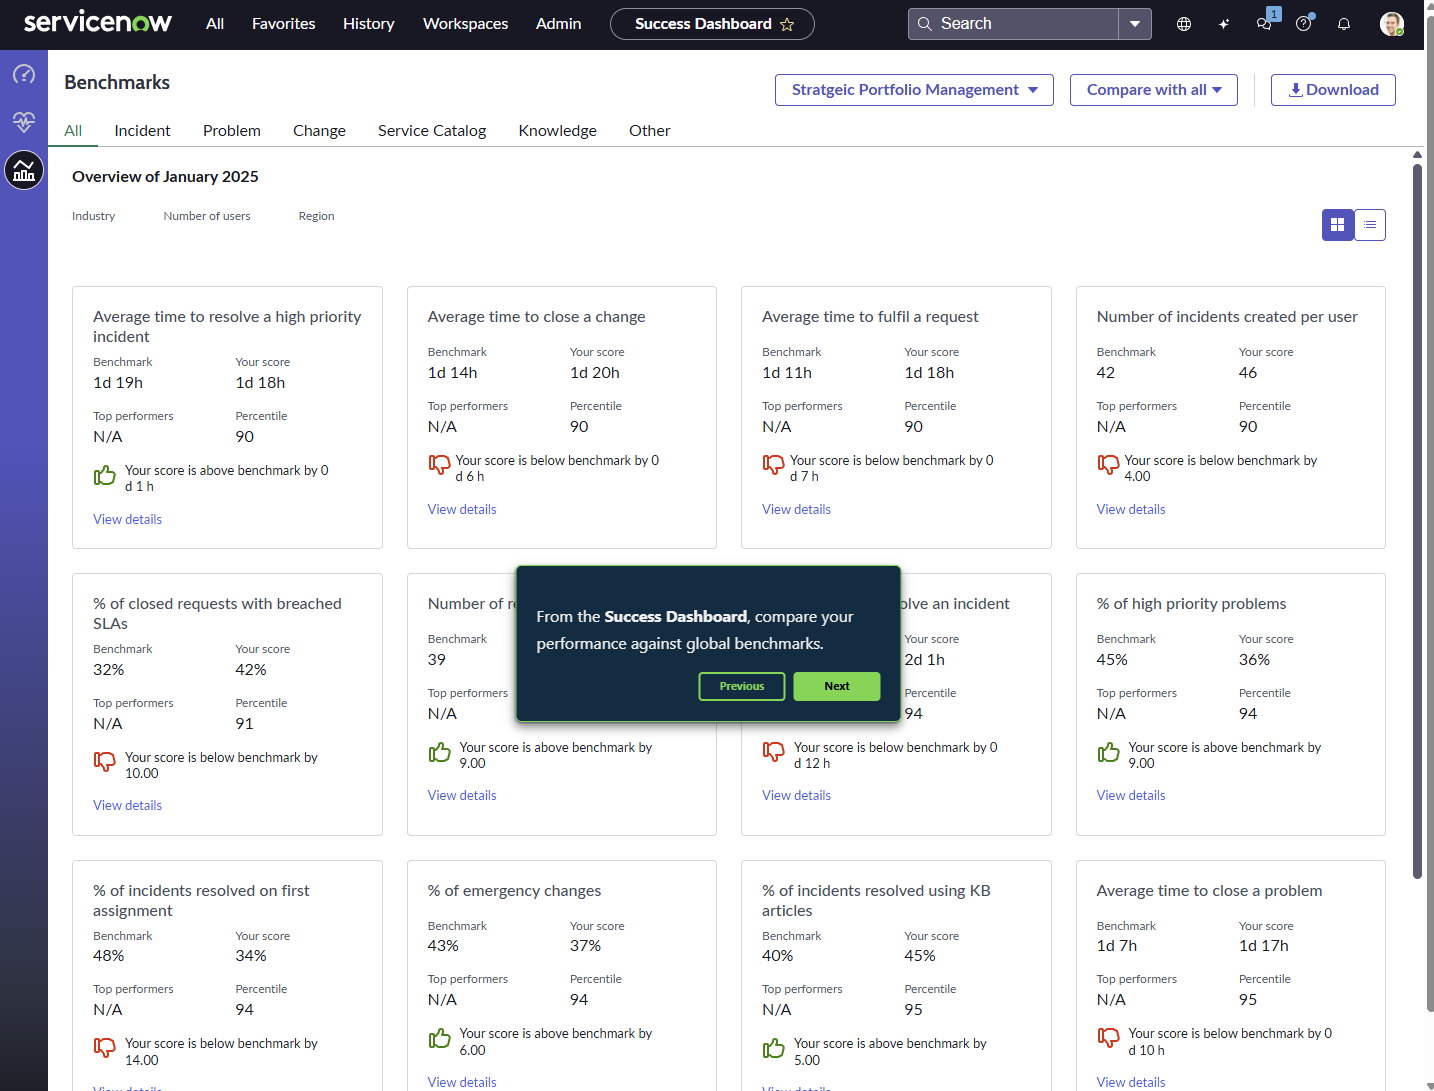 servicenow
All
Favorites
History
Workspaces
Admin
Success Dashboard
Search
1
Benchmarks
Stratgeic Portfolio Management
Compare with all
Download
All
Incident
Problem
Change
Service Catalog
Knowledge
Other
Overview of January 2025
Industry
Number of users
Region
Average time to resolve a high priority
incident
Benchmark
Your score
1d 19h
1d 18h
Top performers
Percentile
N/A
90
Your score is above benchmark by 0
d 1 h
View details
Average time to close a change
Benchmark
Your score
1d 14h
1d 20h
Top performers
Percentile
N/A
90
Your score is below benchmark by 0
d 6 h
View details
Average time to fulfil a request
Benchmark
Your score
1d 11h
1d 18h
Top performers
Percentile
N/A
90
Your score is below benchmark by 0
d 7 h
View details
Number of incidents created per user
Benchmark
Your score
42
46
Top performers
Percentile
N/A
90
Your score is below benchmark by
4.00
View details
% of closed requests with breached
SLAs
Benchmark
Your score
32%
42%
Top performers
Percentile
N/A
91
Your score is below benchmark by
10.00
View details
Number of
Benchmark
39
Top performers
N/A
Your score is above benchmark by
9.00
View details
From the Success Dashboard, compare your
performance against global benchmarks.
Previous
Next
an incident
Your score
2d 1h
Percentile
94
Your score is below benchmark by 0
d 12 h
View details
% of high priority problems
Benchmark
Your score
45%
36%
Top performers
Percentile
N/A
94
Your score is above benchmark by
9.00
View details
% of incidents resolved on first
assignment
Benchmark
Your score
48%
34%
Top performers
Percentile
N/A
94
Your score is below benchmark by
14.00
View details
% of emergency changes
Benchmark
Your score
43%
37%
Top performers
Percentile
N/A
94
Your score is above benchmark by
6.00
View details
% of incidents resolved using KB
articles
Benchmark
Your score
40%
45%
Top performers
Percentile
N/A
95
Your score is above benchmark by
5.00
View details
Average time to close a problem
Benchmark
Your score
1d 7h
1d 17h
Top performers
Percentile
N/A
95
Your score is below benchmark by 0
d 10 h
View details